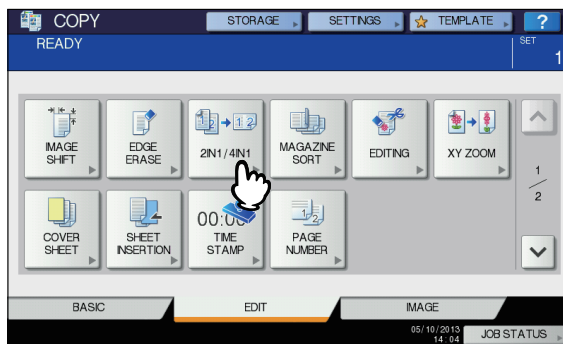 COPY
STORAGE
SETTINGS
TEMPLATE
?
READY
SET
1
IMAGE
SHIFT
EDGE
ERASE
2IN1/4IN1
MAGAZINE
SORT
EDITING
XY ZOOM
1
2
COVER
SHEET
SHEET
INSERTION
TIME
STAMP
PAGE
NUMBER
BASIC
EDIT
IMAGE
05/10/2013
14:04
JOB STATUS